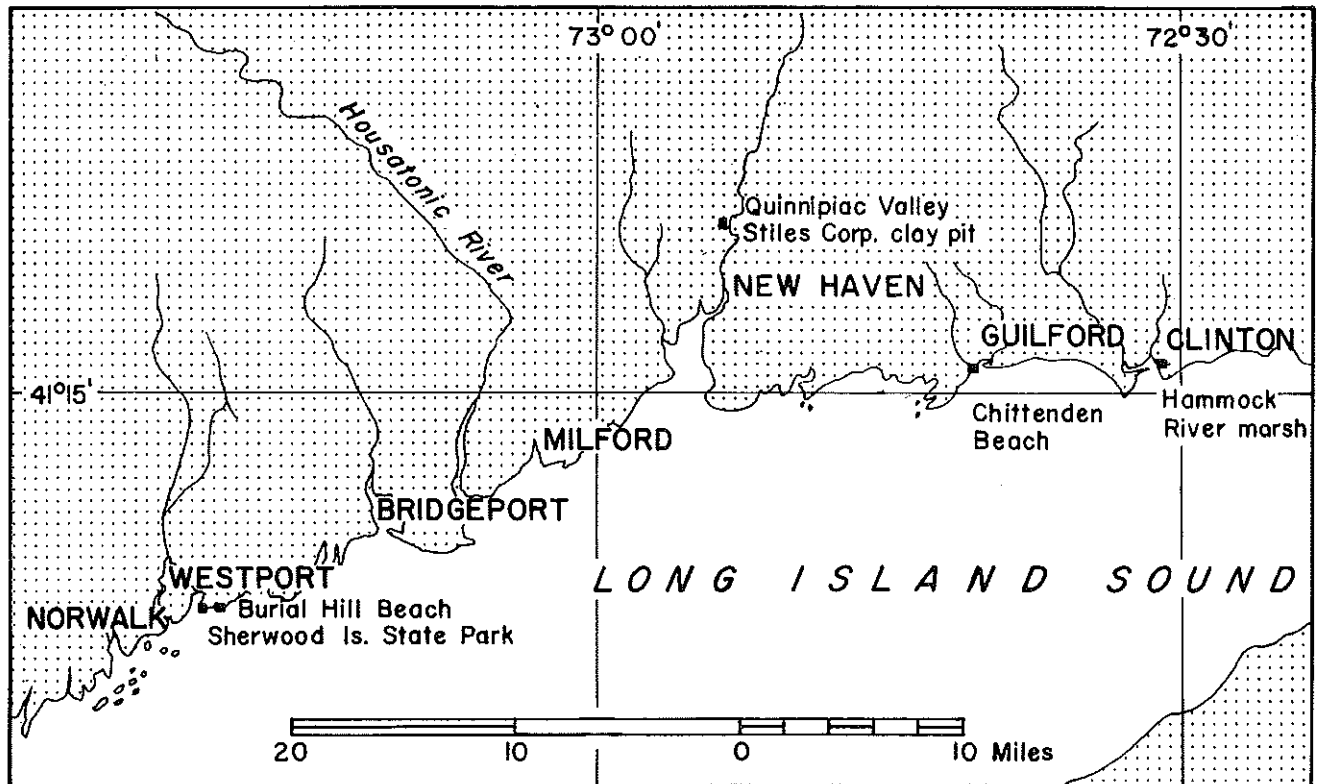 73°00'
72°30'
Housatonic River
Quinnipiac Valley
Stiles Corp. clay pit
NEW HAVEN
GUILFORD
CLINTON
41°15'
Chittenden
Beach
Hammock
River marsh
MILFORD
BRIDGEPORT
WESTPORT
LONG ISLAND SOUND
NORWALK
Burial Hill Beach
Sherwood Is. State Park
20 10 0 10 Miles